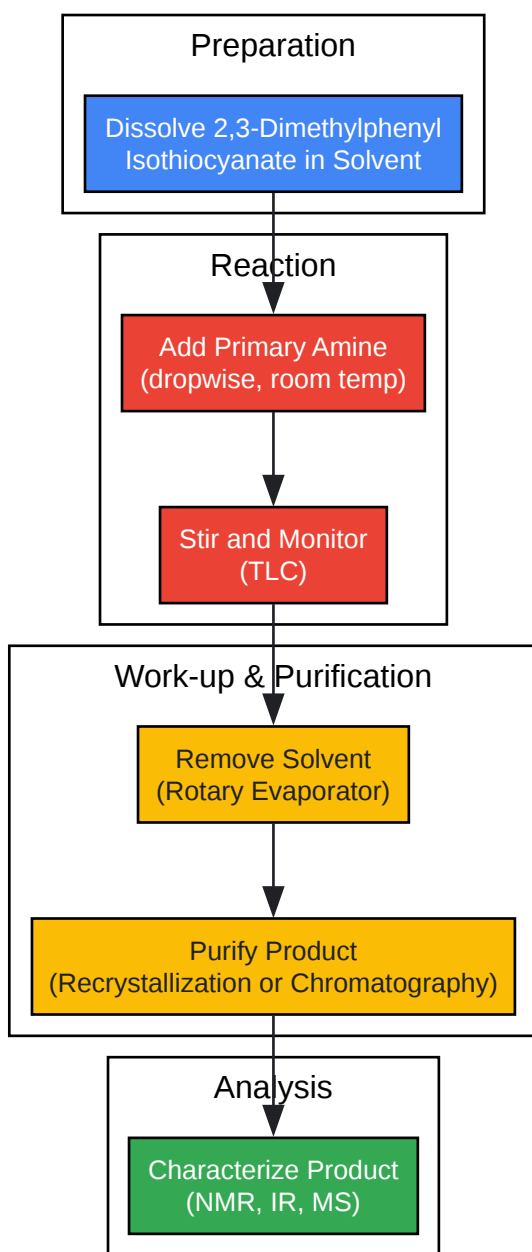 Preparation
Dissolve 2,3-Dimethylphenyl
Isothiocyanate in Solvent
Reaction
Add Primary Amine
(dropwise, room temp)
Stir and Monitor
(TLC)
Work-up & Purification
Remove Solvent
(Rotary Evaporator)
Purify Product
(Recrystallization or Chromatography)
Analysis
Characterize Product
(NMR, IR, MS)